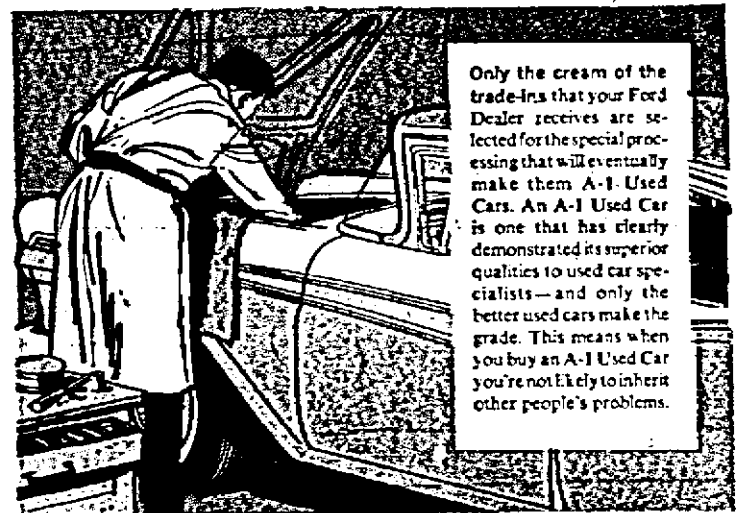 Only the cream of the
trade-ins that your Ford
Dealer receives are se-
lected for the special proc-
essing that will eventually
make them A-1 Used
Cars. An A-1 Used Car
is one that has clearly
demonstrated its superior
qualities to used car spe-
cialists—and only the
better used cars make the
grade. This means when
you buy an A-1 Used Car
you're not likely to inherit
other people's problems.